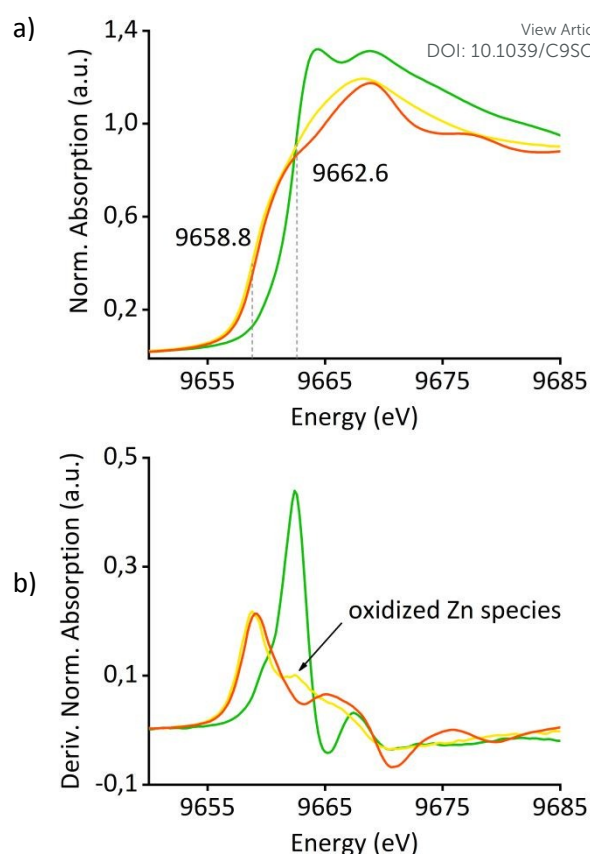 a)
View Artic
DOI: 10.1039/C9SC
1,4
1,0
0,6
0,2
Norm. Absorption (a.u.)
9658.8
9662.6
9655 9665 9675 9685
Energy (eV)
b)
0,5
0,3
0,1
-0,1
Deriv. Norm. Absorption (a.u.)
oxidized Zn species
9655 9665 9675 9685
Energy (eV)